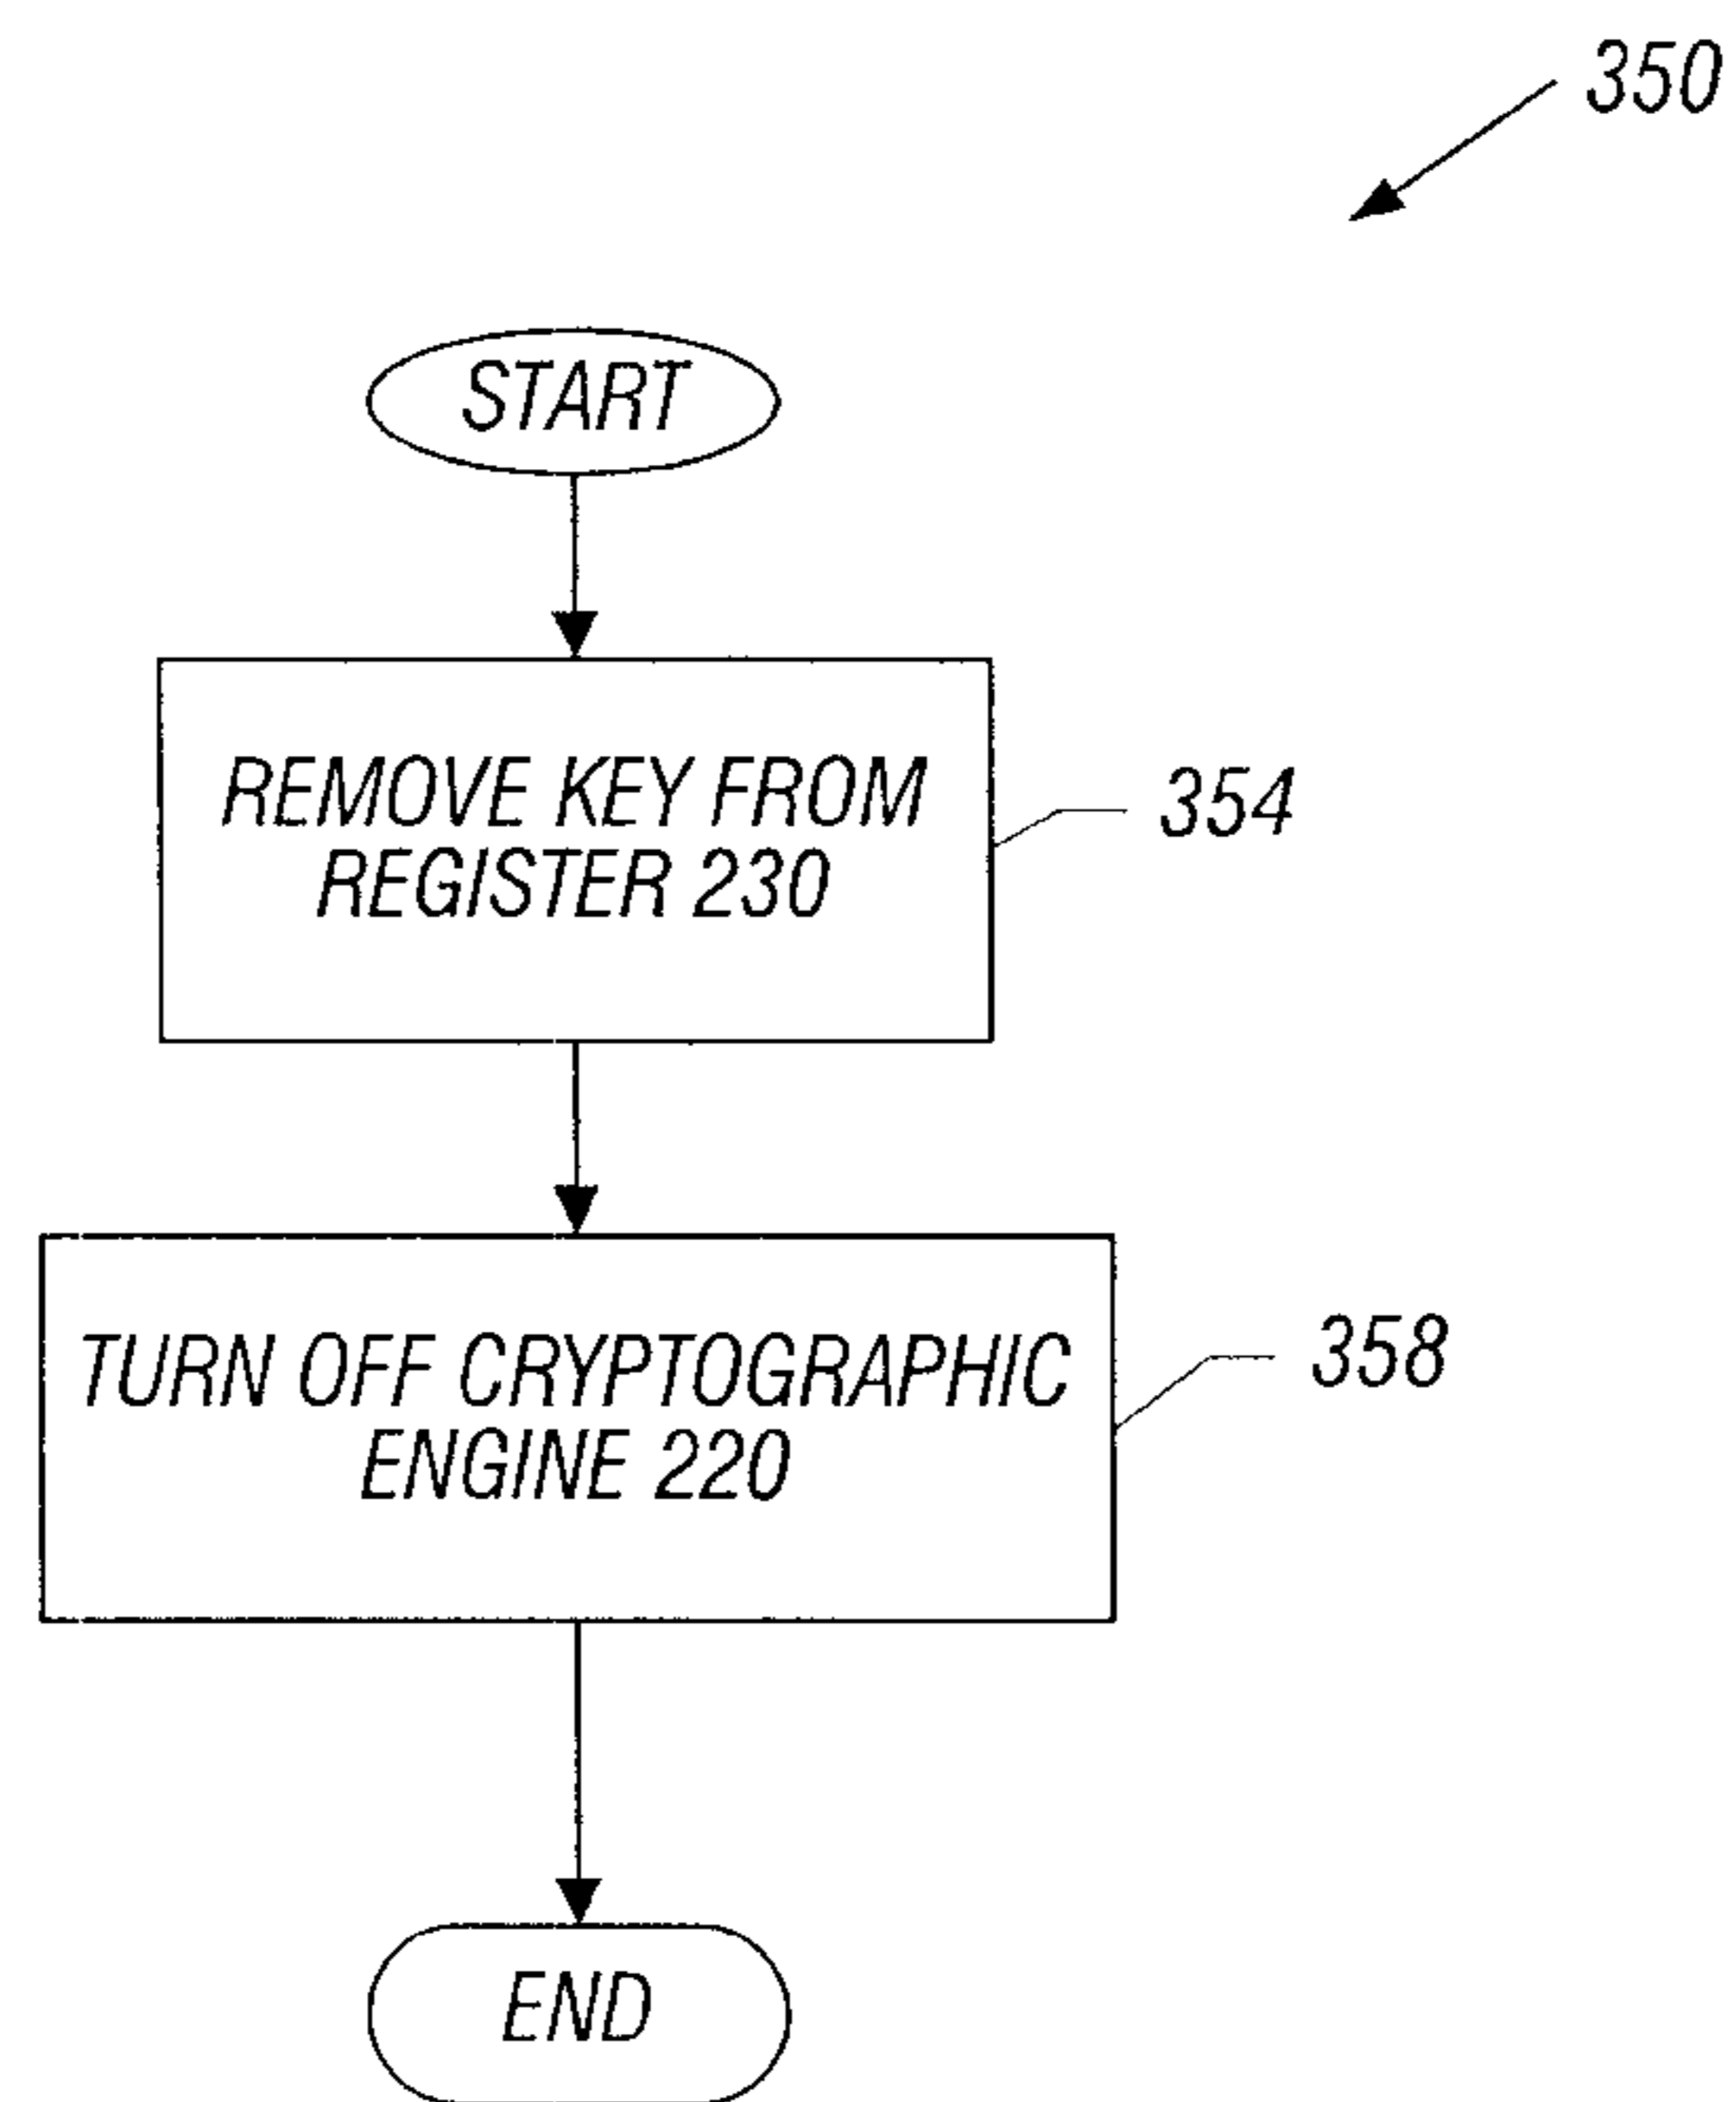 350
START
REMOVE KEY FROM
REGISTER 230
354
TURN OFF CRYPTOGRAPHIC
ENGINE 220
358
END